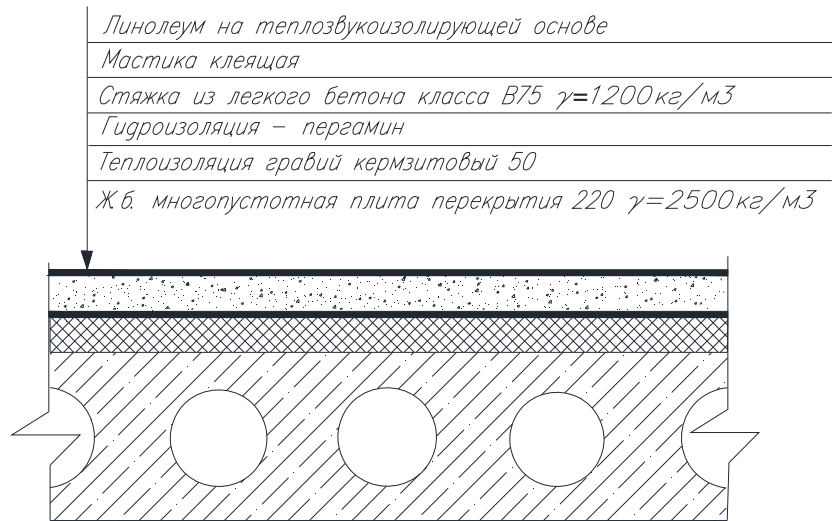 Линолеум на теплозвукоизолирующей основе
Мастика клеящая
Стяжка из легкого бетона класса В75 γ=1200кг/м3
Гидроизоляция – пергамин
Теплоизоляция гравий кермзитовый 50
Ж.б. многопустотная плита перекрытия 220 γ=2500кг/м3